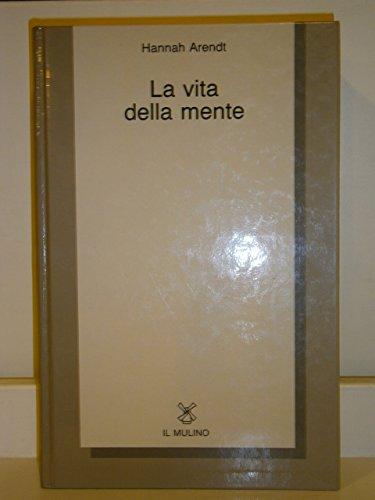 Hannah Arendt
La vita
della mente
IL MULINO